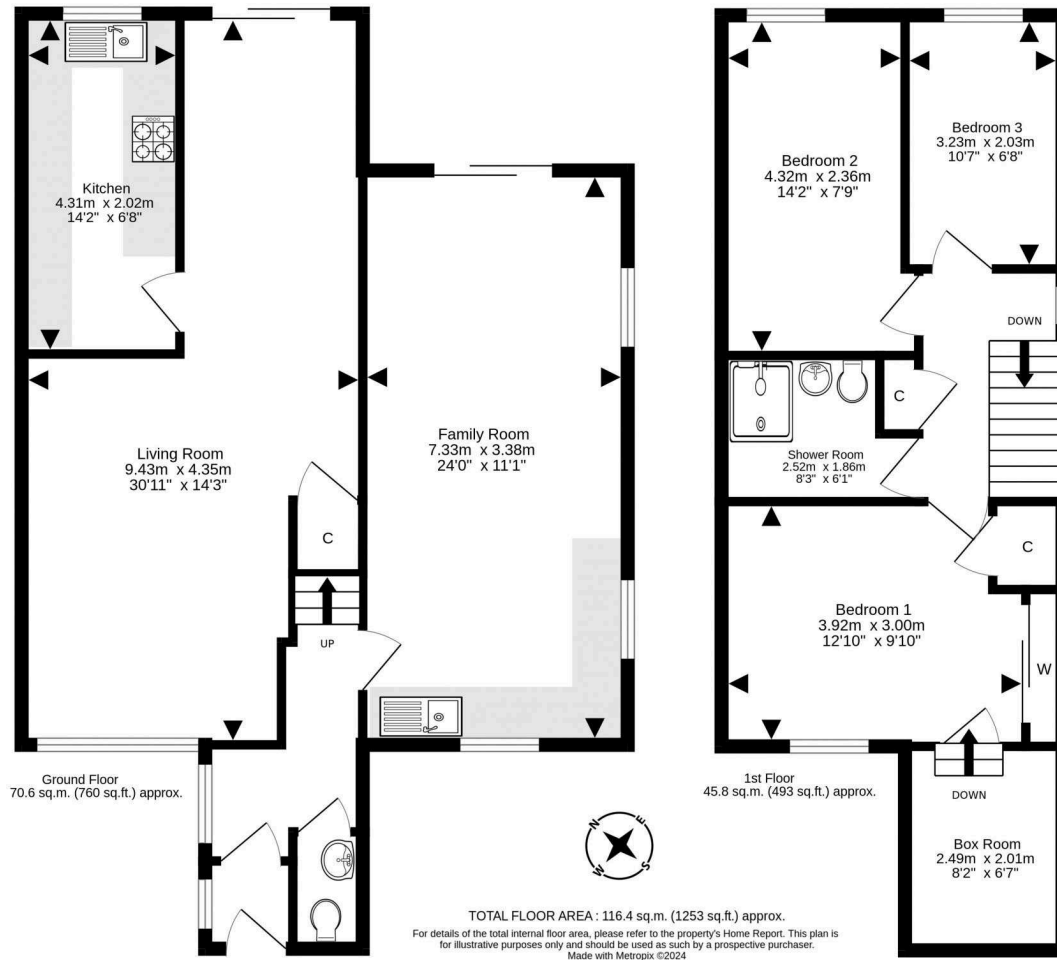 Kitchen
4.31m x 2.02m
14'2" x 6'8"
Living Room
9.43m x 4.35m
30'11" x 14'3"
C
UP
Family Room
7.33m x 3.38m
24'0" x 11'1"
Ground Floor
70.6 sq.m. (760 sq.ft.) approx.
Bedroom 2
4.32m x 2.36m
14'2" x 7'9"
Bedroom 3
3.23m x 2.03m
10'7" x 6'8"
DOWN
C
Shower Room
2.52m x 1.86m
8'3" x 6'1"
C
Bedroom 1
3.92m x 3.00m
12'10" x 9'10"
W
1st Floor
45.8 sq.m. (493 sq.ft.) approx.
DOWN
Box Room
2.49m x 2.01m
8'2" x 6'7"
N
E
W
S
TOTAL FLOOR AREA : 116.4 sq.m. (1253 sq.ft.) approx.
For details of the total internal floor area, please refer to the property's Home Report. This plan is
for illustrative purposes only and should be used as such by a prospective purchaser.
Made with Metropix ©2024